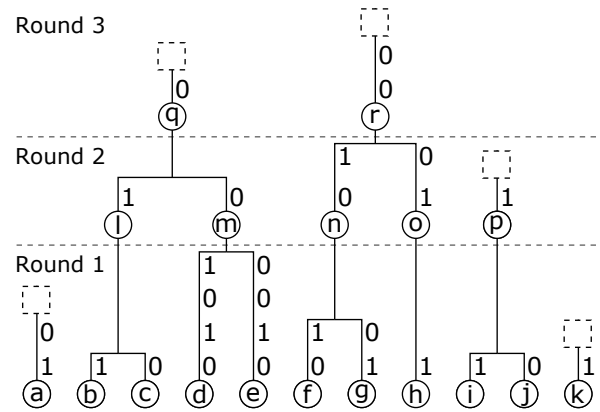 Round 3
0
0
0
q
r
Round 2
1 0
1 0 0 1 1
l m n o p
Round 1
1 0
0 0
0 1 1 1 0
1 1 0 0 0 0 1 1 1 0 1
a b c d e f g h i j k